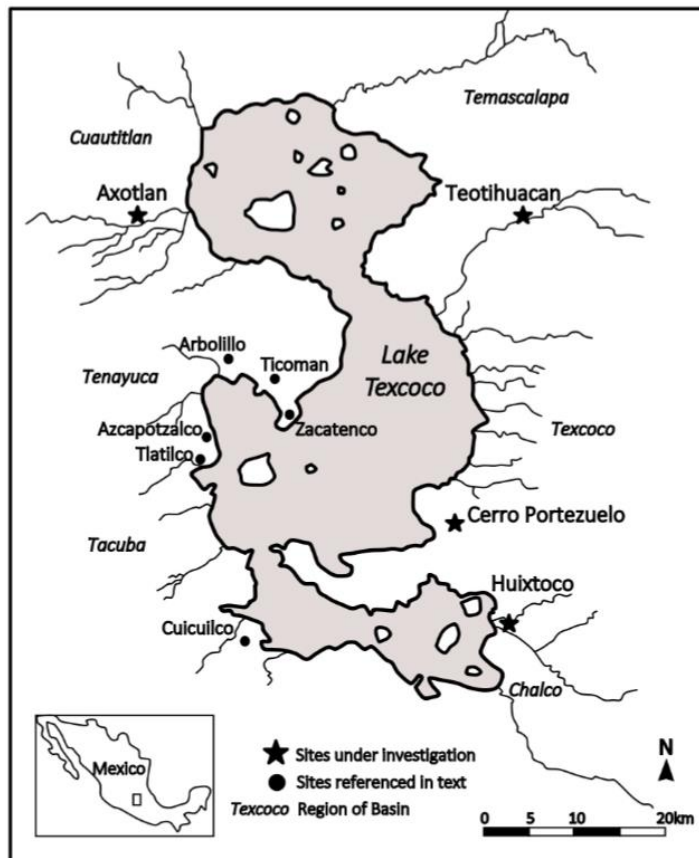 Temascalapa
Cuautitlan
Axotlan
Teotihuacan
Arbolillo
Ticoman
Lake
Texcoco
Tenayuca
Azcapotzalco
Zacatenco
Tlatilco
Texcoco
Cerro Portezuelo
Tacuba
Huixtoco
Cuicuilco
Chalco
Mexico
Sites under investigation
Sites referenced in text
Texcoco Region of Basin
N
0 5 10 20km